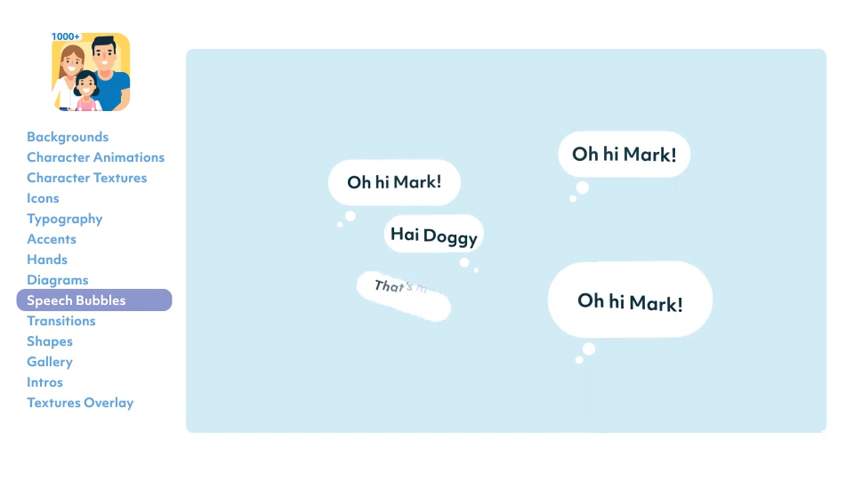 1000+
Backgrounds
Character Animations
Character Textures
Icons
Typography
Accents
Hands
Diagrams
Speech Bubbles
Transitions
Shapes
Gallery
Intros
Textures Overlay
Oh hi Mark!
Hai Doggy
That's
Oh hi Mark!
Oh hi Mark!